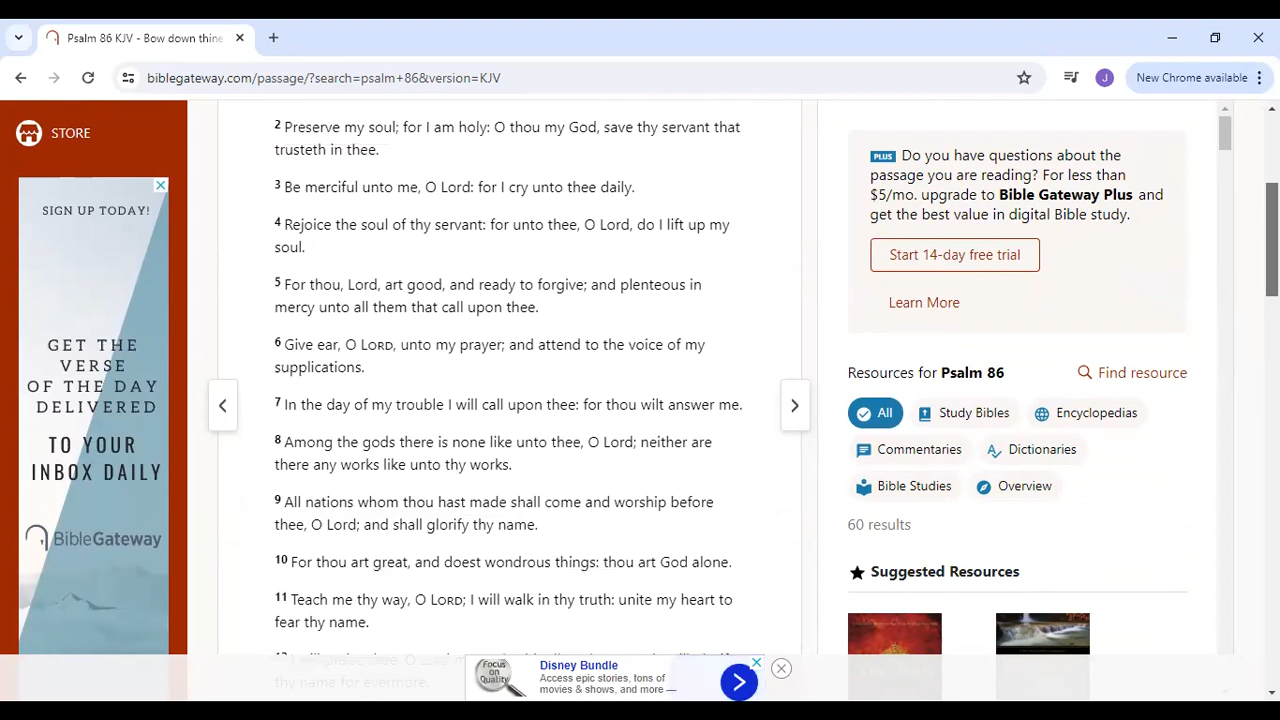 Psalm 86 KJV - Bow down thine
biblegateway.com/passage/?search=psalm+86&version=KJV
J
New Chrome available
STORE
SIGN UP TODAY!
GET THE
VERSE
OF THE DAY
DELIVERED
TO YOUR
INBOX DAILY
BibleGateway
2 Preserve my soul; for I am holy: O thou my God, save thy servant that
trusteth in thee.
3 Be merciful unto me, O Lord: for I cry unto thee daily.
4 Rejoice the soul of thy servant: for unto thee, O Lord, do I lift up my
soul.
5 For thou, Lord, art good, and ready to forgive; and plenteous in
mercy unto all them that call upon thee.
6 Give ear, O LORD, unto my prayer; and attend to the voice of my
supplications.
7 In the day of my trouble I will call upon thee: for thou wilt answer me.
8 Among the gods there is none like unto thee, O Lord; neither are
there any works like unto thy works.
9 All nations whom thou hast made shall come and worship before
thee, O Lord; and shall glorify thy name.
10 For thou art great, and doest wondrous things: thou art God alone.
11 Teach me thy way, O LORD; I will walk in thy truth: unite my heart to
fear thy name.
thy name for evermore.
Focus on Quality
Disney Bundle
Access epic stories, tons of
movies & shows, and more —
PLUS Do you have questions about the
passage you are reading? For less than
$5/mo. upgrade to Bible Gateway Plus and
get the best value in digital Bible study.
Start 14-day free trial
Learn More
Resources for Psalm 86
Find resource
All
Study Bibles
Encyclopedias
Commentaries
Dictionaries
Bible Studies
Overview
60 results
Suggested Resources